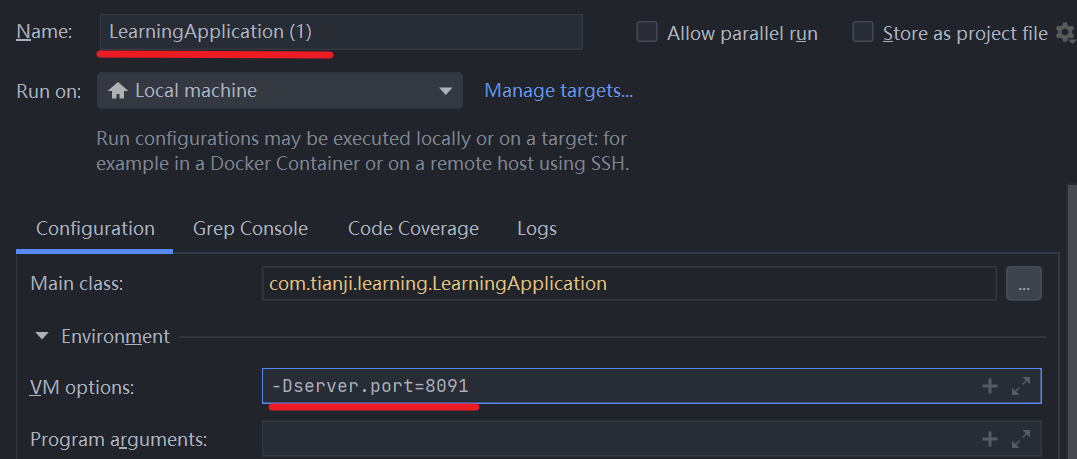 Name: LearningApplication (1) Allow parallel run Store as project file
Run on: Local machine Manage targets...
Run configurations may be executed locally or on a target: for
example in a Docker Container or on a remote host using SSH.
Configuration Grep Console Code Coverage Logs
Main class: com.tianji.learning.LearningApplication ...
Environment
VM options: -Dserver.port=8091
Program arguments: